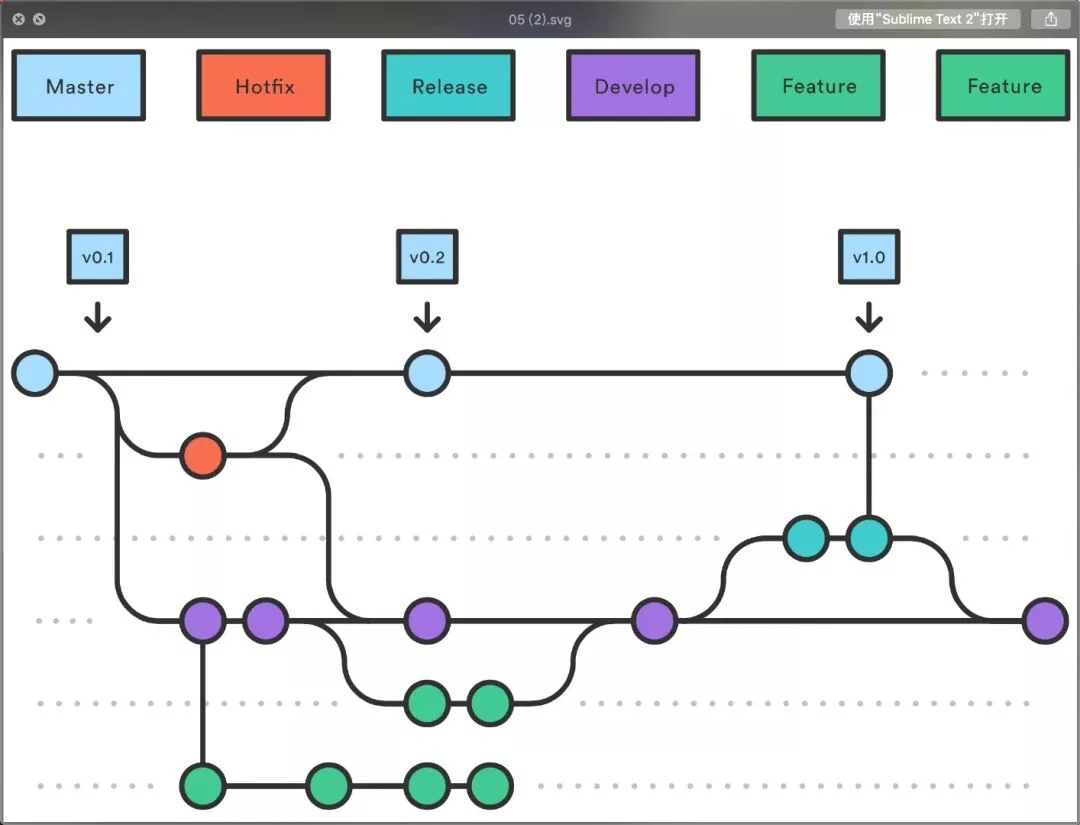 05 (2).svg
使用“Sublime Text 2”打开
Master
Hotfix
Release
Develop
Feature
Feature
v0.1
v0.2
v1.0